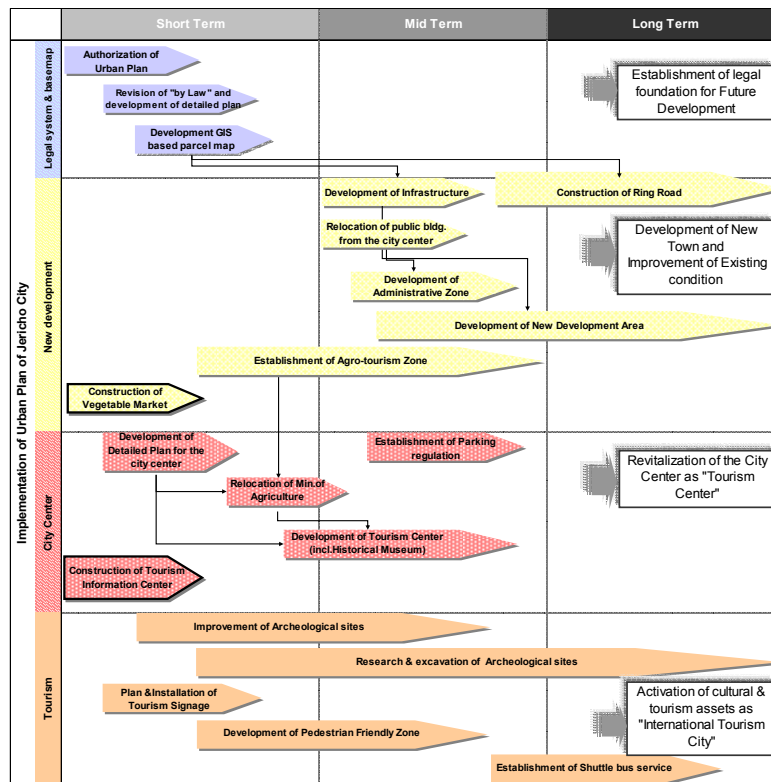 Short Term
Mid Term
Long Term
Implementation of Urban Plan of Jericho City
Legal system & basemap
Authorization of
Urban Plan
Revision of "by Law" and
development of detailed plan
Development GIS
based parcel map
Establishment of legal
foundation for Future
Development
New development
Development of Infrastructure
Construction of Ring Road
Relocation of public bldg.
from the city center
Development of
Administrative Zone
Development of New Development Area
Establishment of Agro-tourism Zone
Construction of
Vegetable Market
Development of New
Town and
Improvement of Existing
condition
City Center
Development of
Detailed Plan for the
city center
Establishment of Parking
regulation
Relocation of Min.of
Agriculture
Development of Tourism Center
(incl.Historical Museum)
Construction of Tourism
Information Center
Revitalization of the City
Center as "Tourism
Center"
Tourism
Improvement of Archeological sites
Research & excavation of Archeological sites
Plan &Installation of
Tourism Signage
Development of Pedestrian Friendly Zone
Establishment of Shuttle bus service
Activation of cultural &
tourism assets as
"International Tourism
City"